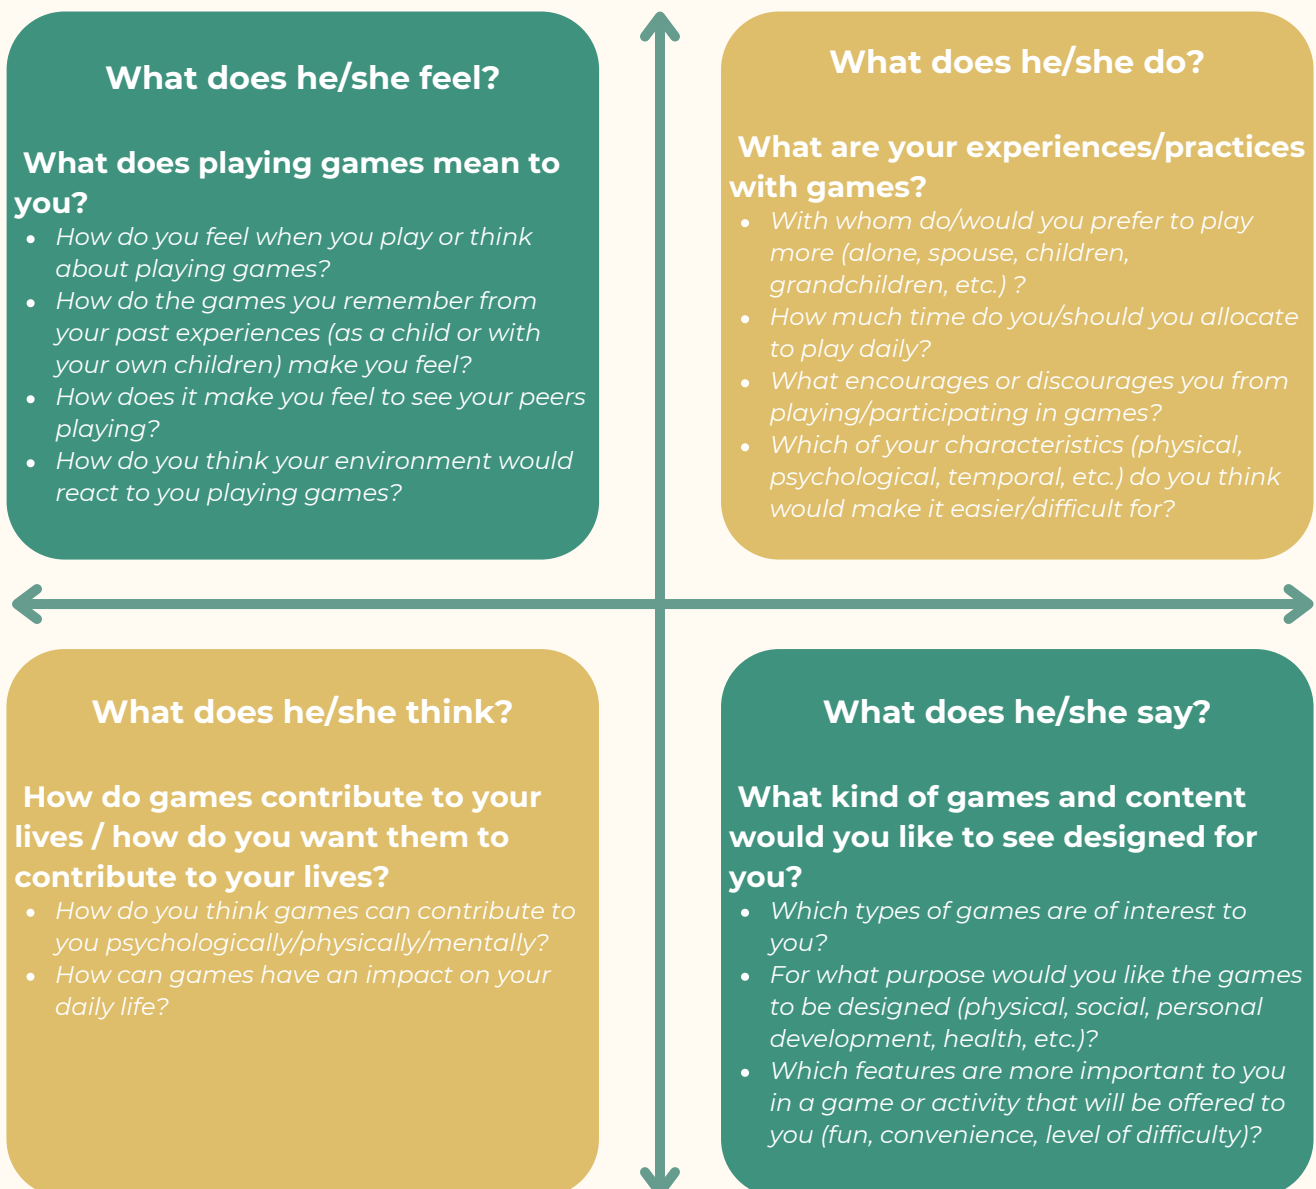 What does he/she feel?
What does playing games mean to
you?
• How do you feel when you play or think
about playing games?
• How do the games you remember from
your past experiences (as a child or with
your own children) make you feel?
• How does it make you feel to see your peers
playing?
• How do you think your environment would
react to you playing games?
What does he/she do?
What are your experiences/practices
with games?
• With whom do/would you prefer to play
more (alone, spouse, children,
grandchildren, etc.) ?
• How much time do you/should you allocate
to play daily?
• What encourages or discourages you from
playing/participating in games?
• Which of your characteristics (physical,
psychological, temporal, etc.) do you think
would make it easier/difficult for?
What does he/she think?
How do games contribute to your
lives / how do you want them to
contribute to your lives?
• How do you think games can contribute to
you psychologically/physically/mentally?
• How can games have an impact on your
daily life?
What does he/she say?
What kind of games and content
would you like to see designed for
you?
• Which types of games are of interest to
you?
• For what purpose would you like the games
to be designed (physical, social, personal
development, health, etc.)?
• Which features are more important to you
in a game or activity that will be offered to
you (fun, convenience, level of difficulty)?